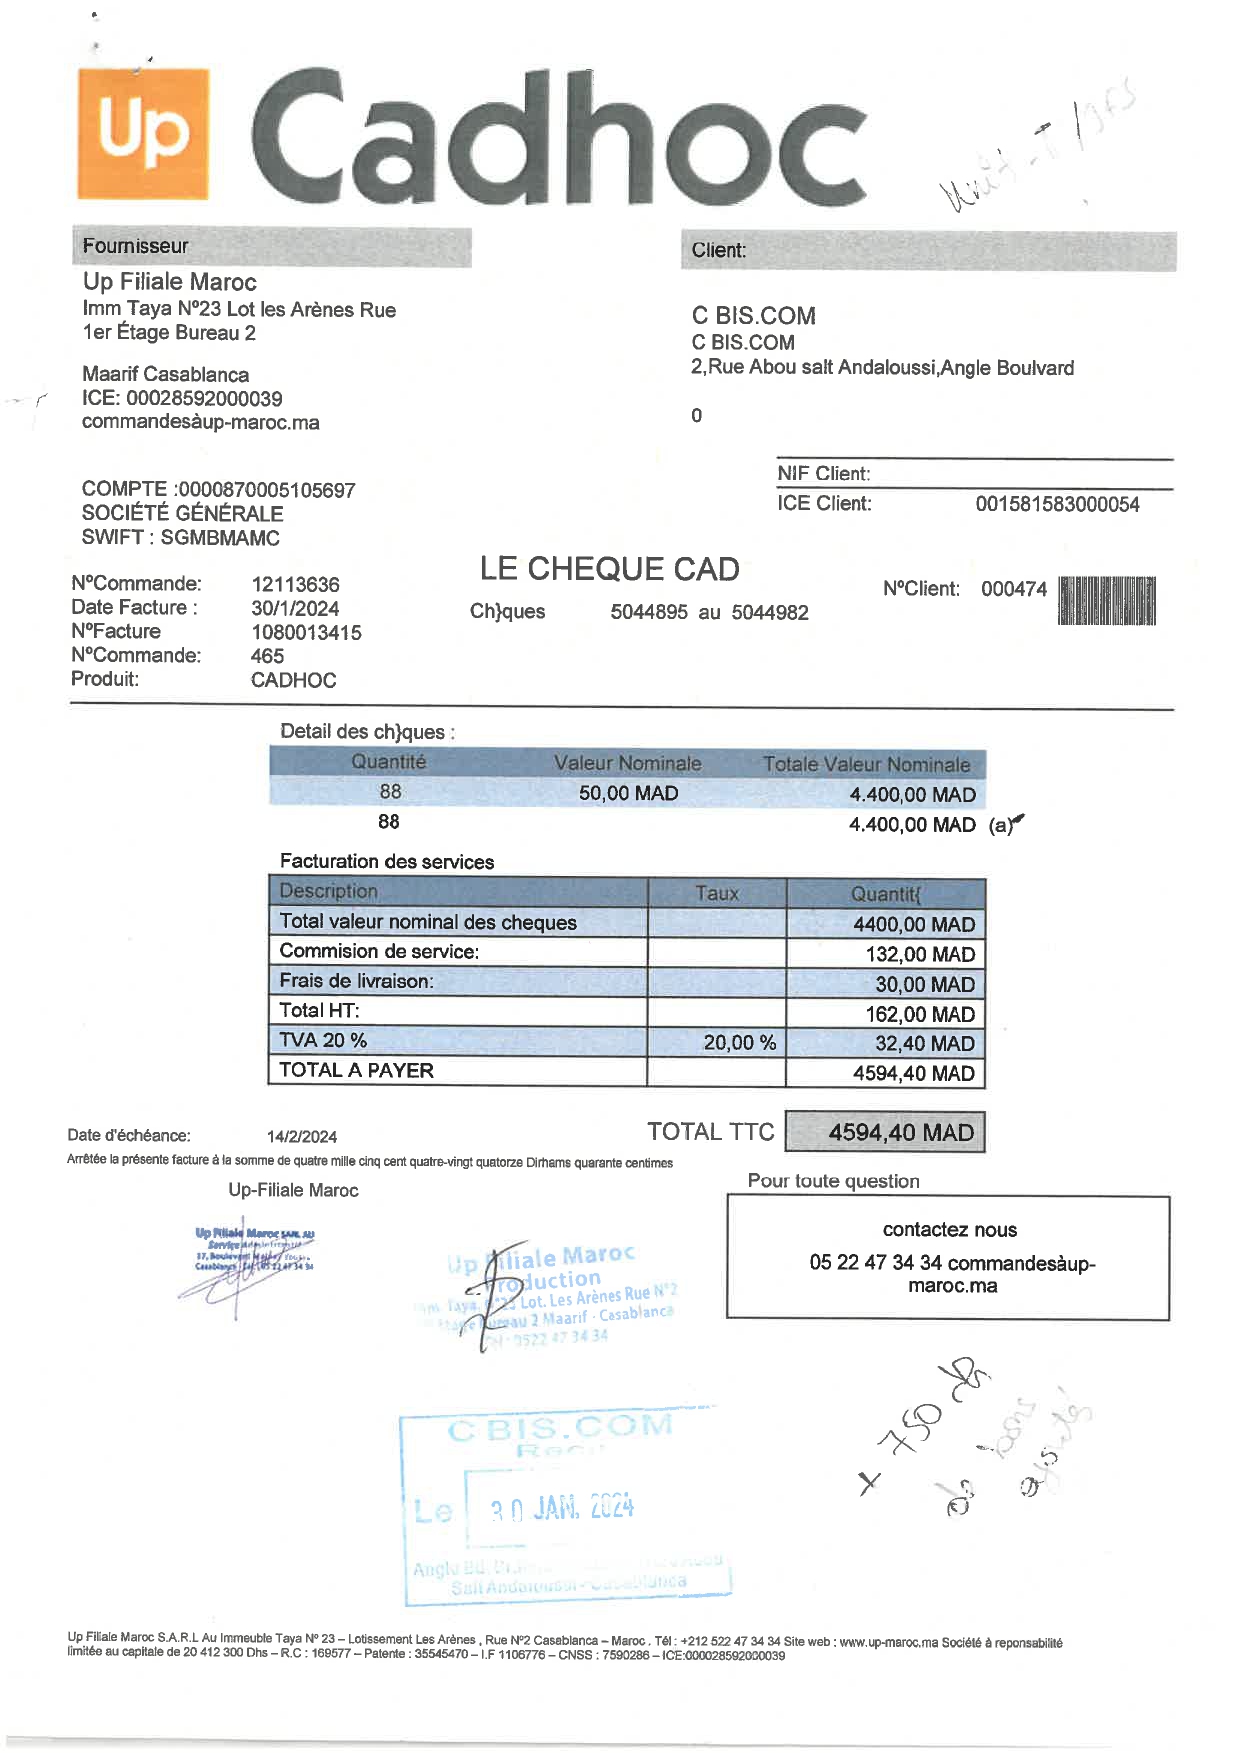 Up Cadhoc
Fournisseur
Up Filiale Maroc
Imm Taya N°23 Lot les Arènes Rue
1er Étage Bureau 2
Maarif Casablanca
ICE: 00028592000039
commandesàup-maroc.ma
Client:
C BIS.COM
C BIS.COM
2,Rue Abou salt Andaloussi,Angle Boulvard
0
NIF Client:
ICE Client: 001581583000054
COMPTE :0000870005105697
SOCIÉTÉ GÉNÉRALE
SWIFT : SGMBMAMC
LE CHEQUE CAD
N°Commande: 12113636
Date Facture : 30/1/2024
N°Facture 1080013415
N°Commande: 465
Produit: CADHOC
Ch}ques 5044895 au 5044982
N°Client: 000474
Detail des ch}ques :
Quantité Valeur Nominale Totale Valeur Nominale
88 50,00 MAD 4.400,00 MAD
88 4.400,00 MAD (a)
Facturation des services
Description Taux Quantit{
Total valeur nominal des cheques 4400,00 MAD
Commision de service: 132,00 MAD
Frais de livraison: 30,00 MAD
Total HT: 162,00 MAD
TVA 20 % 20,00 % 32,40 MAD
TOTAL A PAYER 4594,40 MAD
TOTAL TTC 4594,40 MAD
Date d'échéance: 14/2/2024
Arrêtée la présente facture à la somme de quatre mille cinq cent quatre-vingt quatorze Dirhams quarante centimes
Up-Filiale Maroc
Pour toute question
contactez nous
05 22 47 34 34 commandesàup-
maroc.ma
Up Filiale Maroc SARL AU
Service
17, Boulevard
Casablanca 22 47 34 34
Up Filiale Maroc
Production
Imm. Taya, N°23 Lot. Les Arènes Rue N°2
Etage Bureau 2 Maarif - Casablanca
Tél : 0522 47 34 34
+ 750
bons
C BIS.COM
Le 30 JAN. 2024
Angle Bd.
Salt Andaloussi - Casablanca
Up Filiale Maroc S.A.R.L Au Immeuble Taya N° 23 – Lotissement Les Arènes , Rue N°2 Casablanca – Maroc . Tél : +212 522 47 34 34 Site web : www.up-maroc.ma Société à reponsabilité
limitée au capitale de 20 412 300 Dhs – R.C : 169577 – Patente : 35545470 – I.F 1106776 – CNSS : 7590286 – ICE:000028592000039